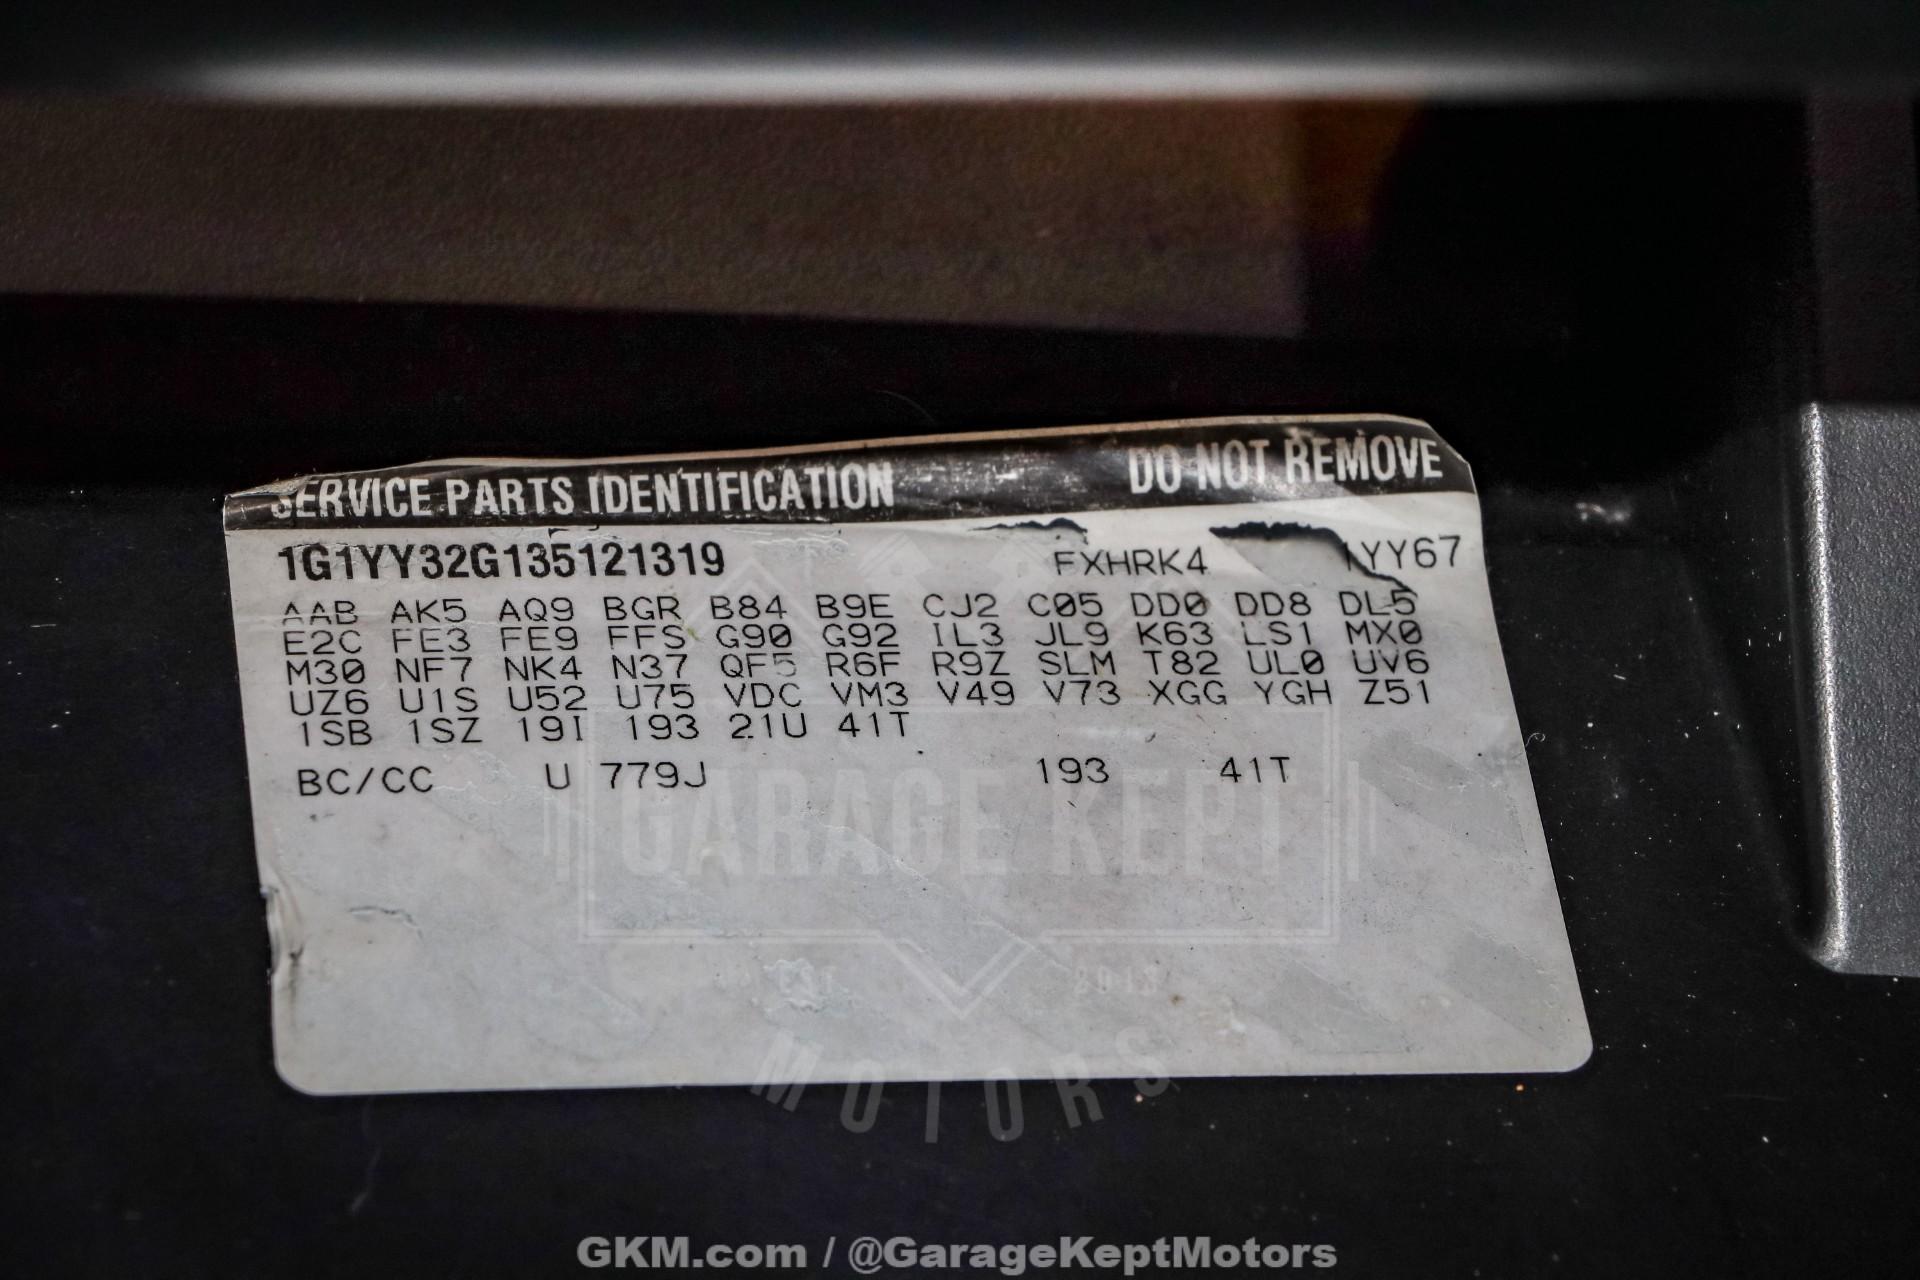 SERVICE PARTS IDENTIFICATION DO NOT REMOVE
1G1YY32G135121319 FXHRK4 1YY67
AAB AK5 AQ9 BGR B84 B9E CJ2 C05 DD0 DD8 DL5
E2C FE3 FE9 FFS G90 G92 IL3 JL9 K63 LS1 MX0
M30 NF7 NK4 N37 QF5 R6F R9Z SLM T82 UL0 UV6
UZ6 U1S U52 U75 VDC VM3 V49 V73 XGG YGH Z51
1SB 1SZ 19I 193 21U 41T
BC/CC U 779J 193 41T
GARAGE KEPT
EST 2013
MOTORS
GKM.com / @GarageKeptMotors